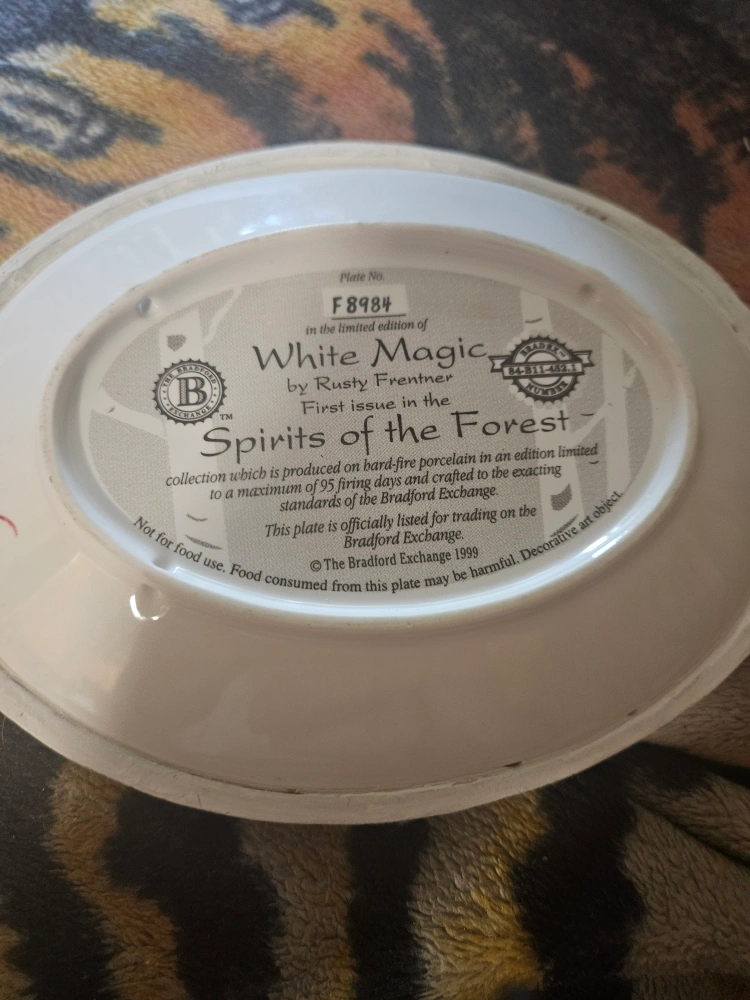 Plate No.
F8984
in the limited edition of
White Magic
by Rusty Frentner
First issue in the
Spirits of the Forest
collection which is produced on hard-fire porcelain in an edition limited
to a maximum of 95 firing days and crafted to the exacting
standards of the Bradford Exchange.
This plate is officially listed for trading on the
Bradford Exchange.
© The Bradford Exchange 1999
Not for food use. Food consumed from this plate may be harmful. Decorative art object.
THE BRADFORD
B
EXCHANGE
TM
BRADEX™
84-B11-452.1
NUMBER